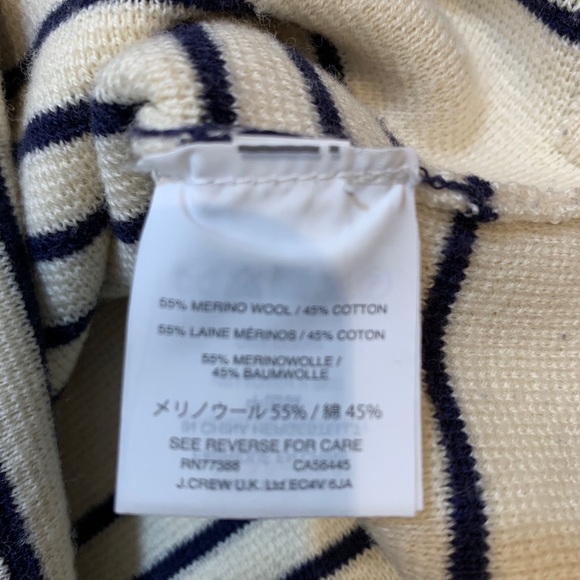 55% MERINO WOOL / 45% COTTON
55% LAINE MÉRINOS / 45% COTON
55% MERINOWOLLE /
45% BAUMWOLLE
メリノウール 55% / 綿 45%
SEE REVERSE FOR CARE
RN77388 CA56445
J.CREW U.K. Ltd EC4V 6JA